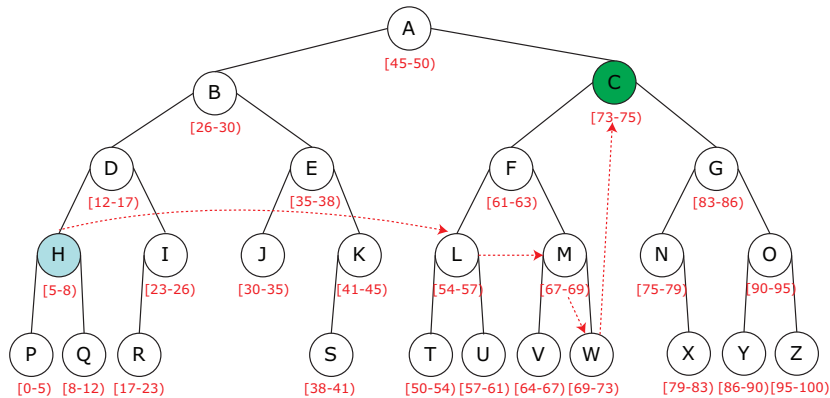 A
[45-50)
B
[26-30)
C
[73-75)
D
[12-17)
E
[35-38)
F
[61-63)
G
[83-86)
H
[5-8)
I
[23-26)
J
[30-35)
K
[41-45)
L
[54-57)
M
[67-69)
N
[75-79)
O
[90-95)
P
[0-5)
Q
[8-12)
R
[17-23)
S
[38-41)
T
[50-54)
U
[57-61)
V
[64-67)
W
[69-73)
X
[79-83)
Y
[86-90)
Z
[95-100)